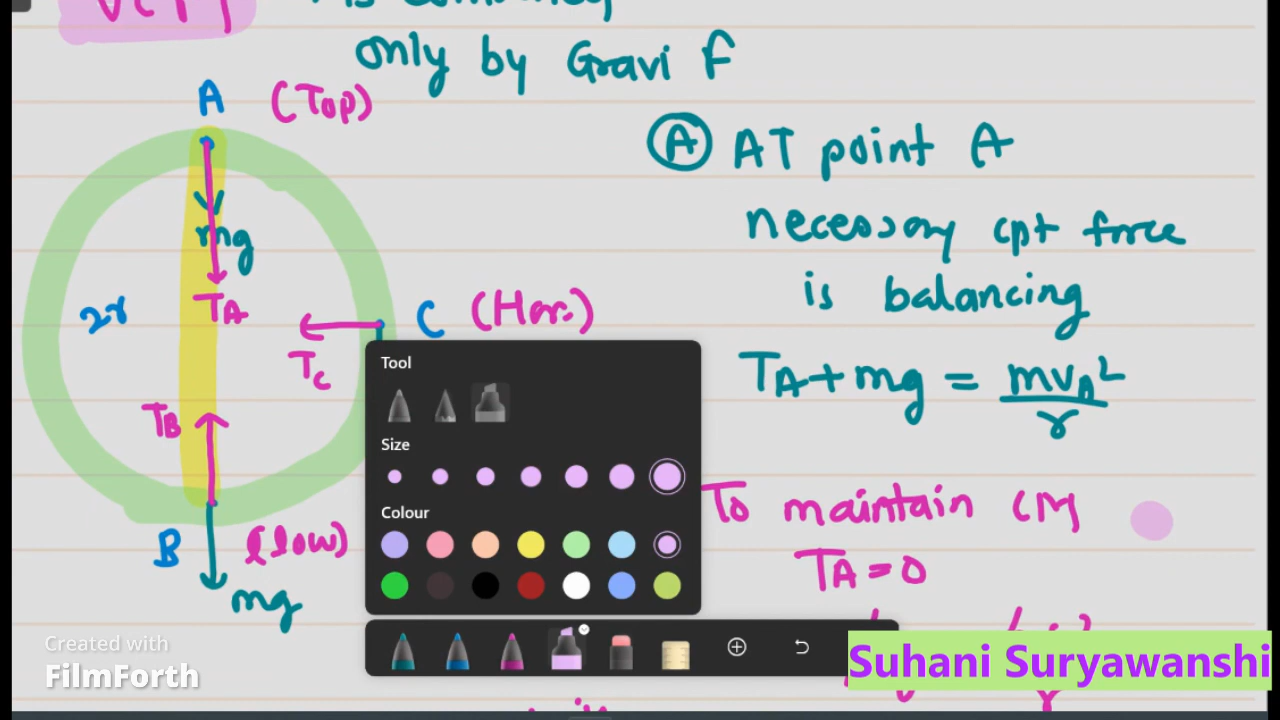 only by Gravi F
A (Top)
(A) AT point A
necessary cpt force
is balancing
mg
TA
2r
C (Hor.)
TC
TA+mg = mvA²/r
TB
B (low)
mg
Tool
Size
Colour
To maintain CM
TA=0
Created with
FilmForth
Suhani Suryawanshi